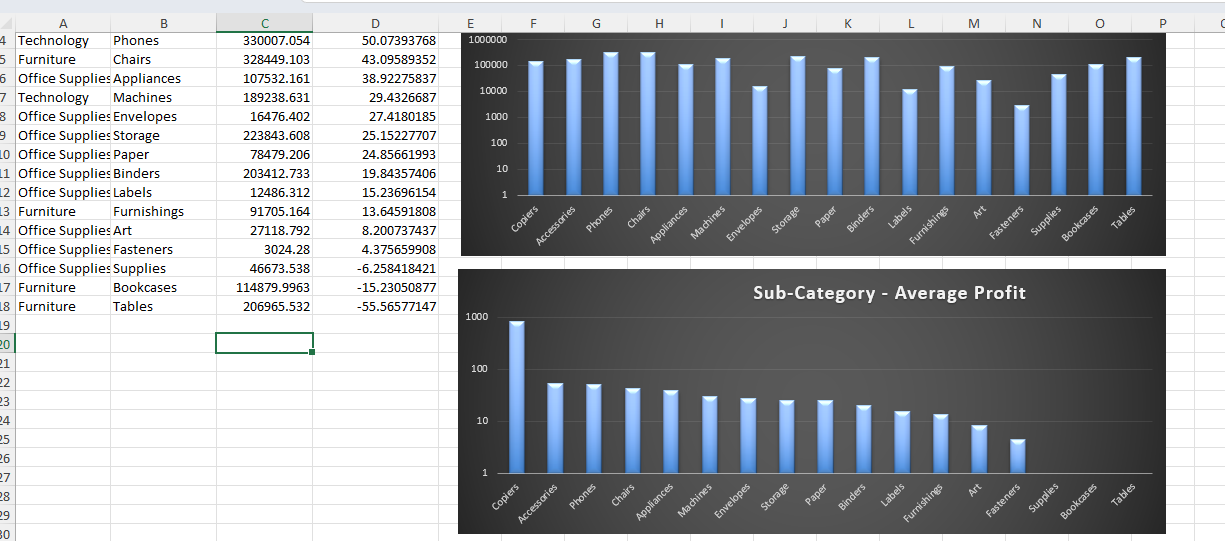 A B C D E F G H I J K L M N O P
4 Technology Phones 330007.054 50.07393768
5 Furniture Chairs 328449.103 43.09589352
6 Office Supplies Appliances 107532.161 38.92275837
7 Technology Machines 189238.631 29.4326687
8 Office Supplies Envelopes 16476.402 27.4180185
9 Office Supplies Storage 223843.608 25.15227707
10 Office Supplies Paper 78479.206 24.85661993
11 Office Supplies Binders 203412.733 19.84357406
12 Office Supplies Labels 12486.312 15.23696154
13 Furniture Furnishings 91705.164 13.64591808
14 Office Supplies Art 27118.792 8.200737437
15 Office Supplies Fasteners 3024.28 4.375659908
16 Office Supplies Supplies 46673.538 -6.258418421
17 Furniture Bookcases 114879.9963 -15.23050877
18 Furniture Tables 206965.532 -55.56577147
19
20
21
22
23
24
25
26
27
28
29
30
1000000
100000
10000
1000
100
10
1
Copiers Accessories Phones Chairs Appliances Machines Envelopes Storage Paper Binders Labels Furnishings Art Fasteners Supplies Bookcases Tables
Sub-Category - Average Profit
1000
100
10
1
Copiers Accessories Phones Chairs Appliances Machines Envelopes Storage Paper Binders Labels Furnishings Art Fasteners Supplies Bookcases Tables